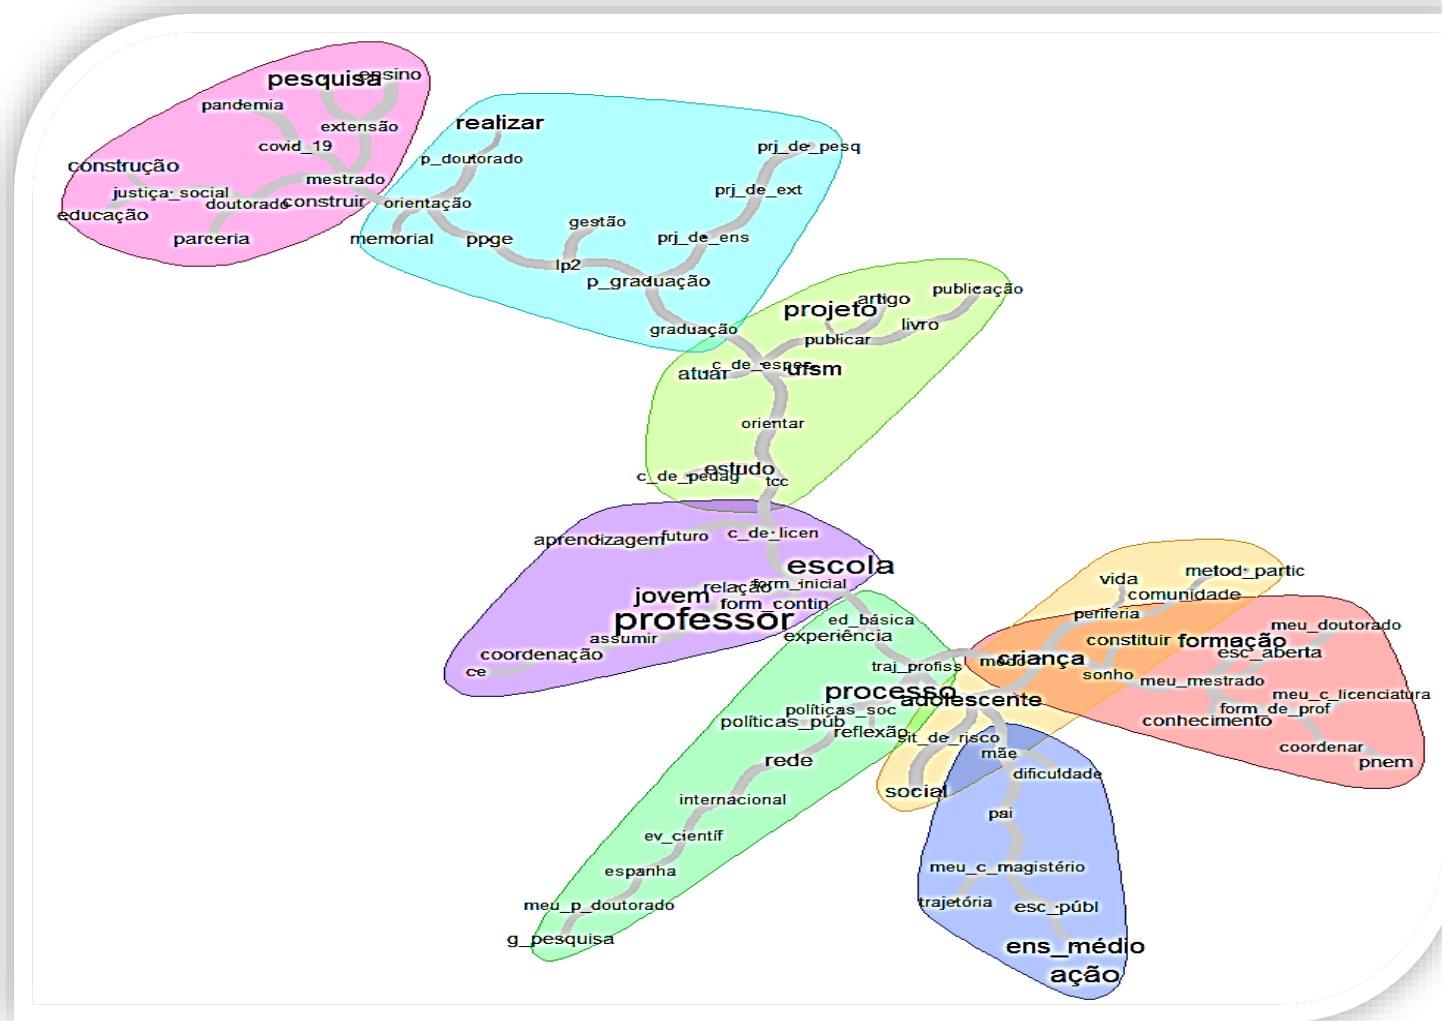 pesquisa
ensino
pandemia
extensão
covid_19
construção
mestrado
justiça_social
doutorado
construir
educação
parceria
realizar
p_doutorado
prj_de_pesq
prj_de_ext
orientação
memorial
ppge
gestão
prj_de_ens
lp2
p_graduação
graduação
publicação
artigo
projeto
livro
publicar
c_de_espec
atuar
ufsm
orientar
estudo
c_de_pedag
tcc
aprendizagem
futuro
c_de_licen
escola
relação
form_inicial
jovem
form_contin
professor
assumir
coordenação
ce
ed_básica
experiência
traj_profiss
processo
políticas_soc
políticas_púb
reflexão
rede
internacional
ev_científ
espanha
meu_p_doutorado
g_pesquisa
vida
metod_partic
comunidade
periferia
constituir
formação
meu_doutorado
esc_aberta
medo
criança
sonho
meu_mestrado
meu_c_licenciatura
form_de_prof
conhecimento
coordenar
pnem
adolescente
sit_de_risco
social
mãe
dificuldade
pai
meu_c_magistério
trajetória
esc_públ
ens_médio
ação